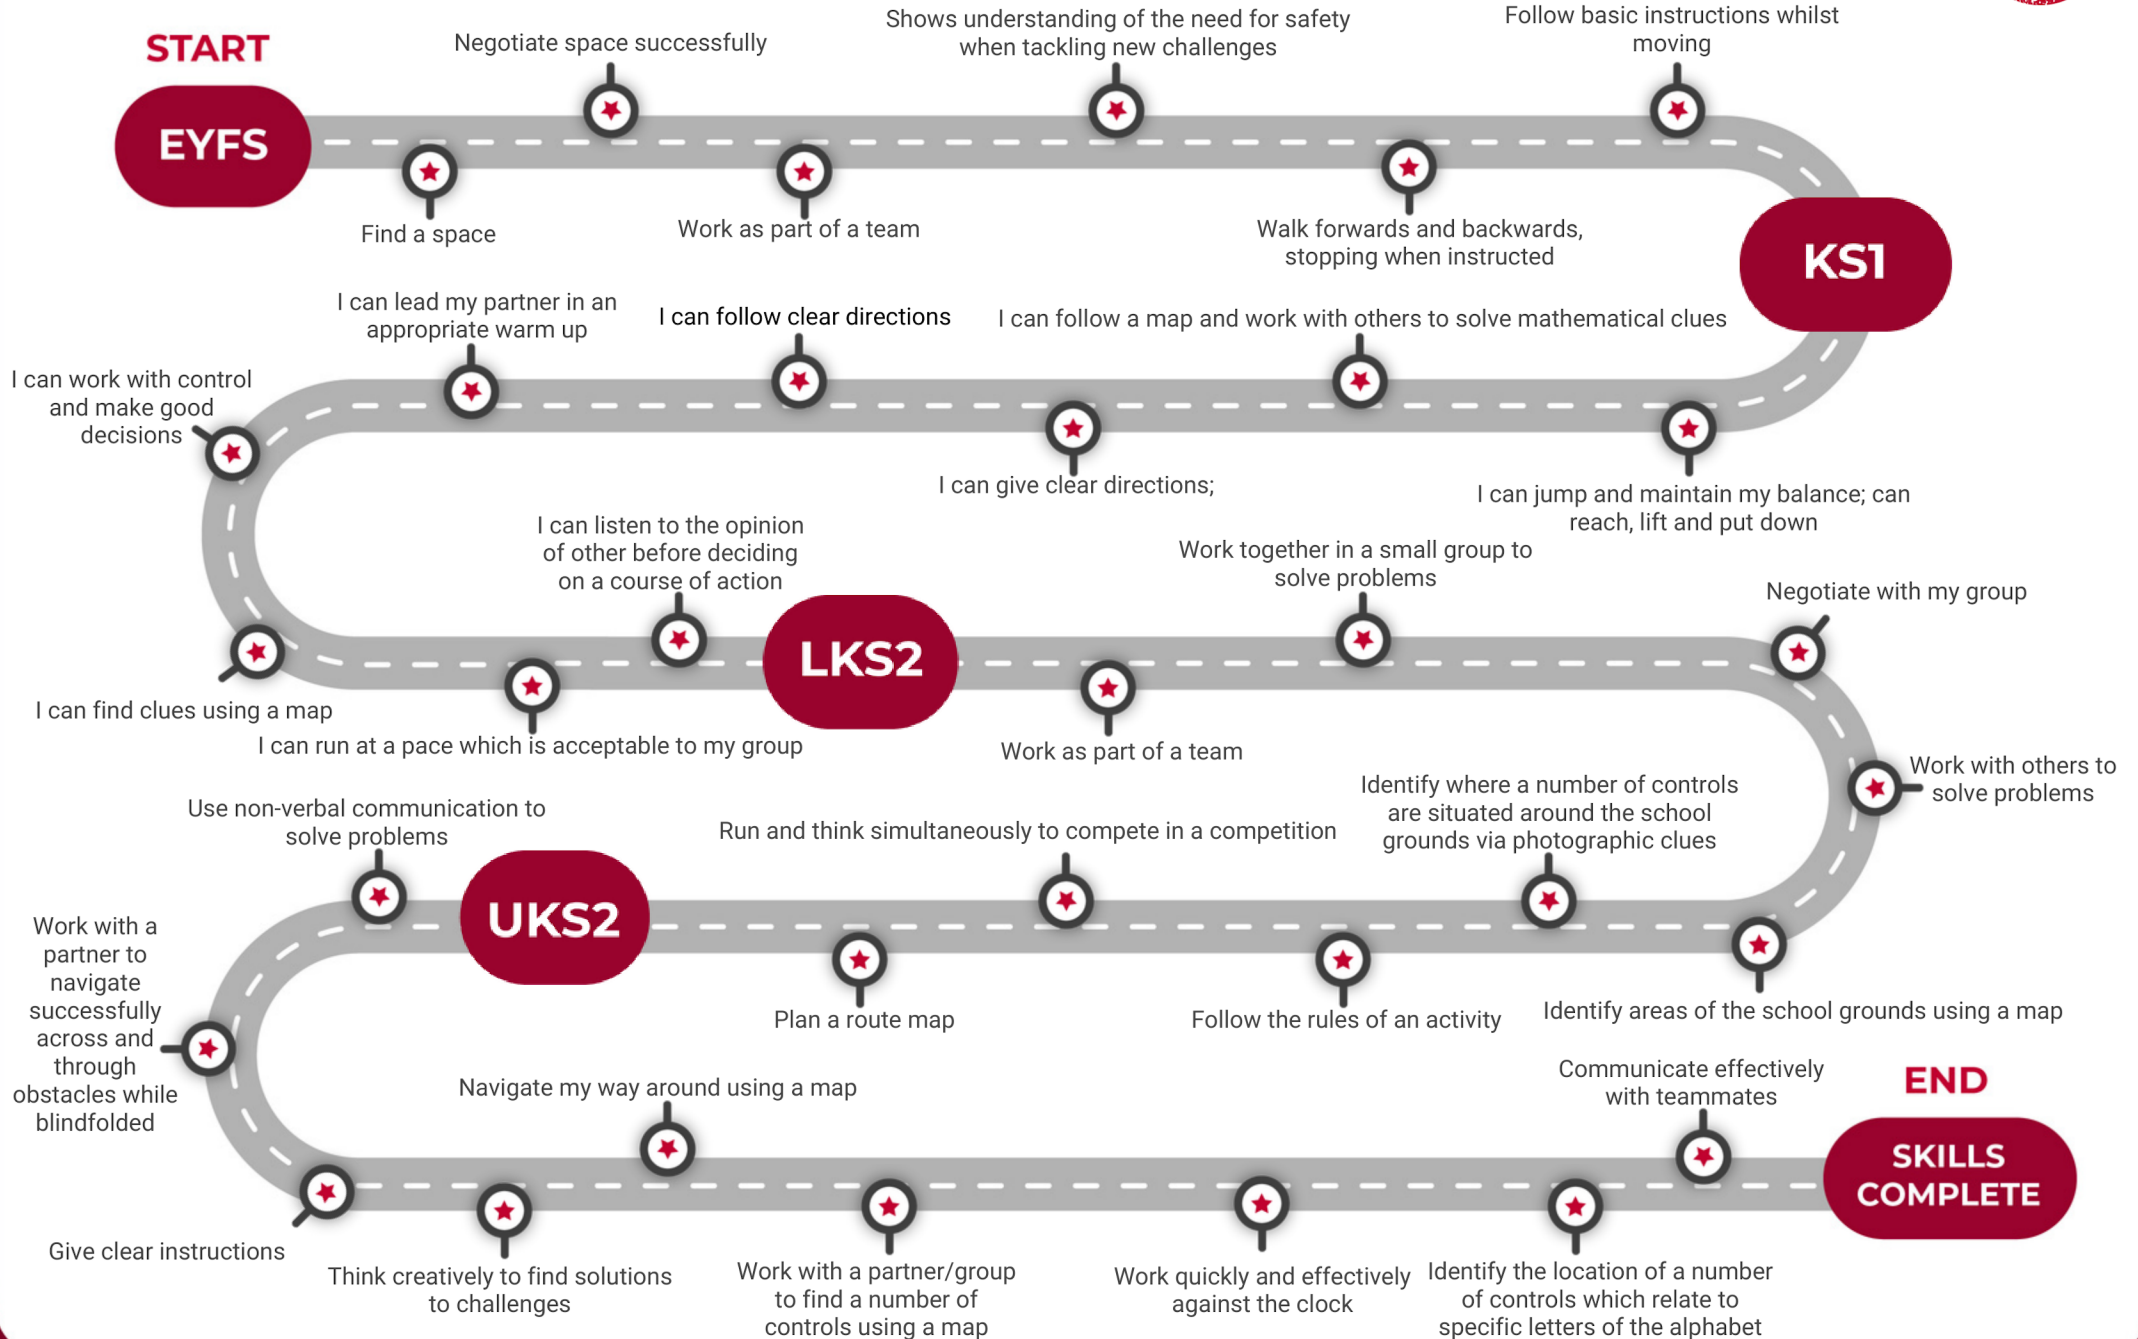 START
EYFS
Find a space
Negotiate space successfully
Work as part of a team
Shows understanding of the need for safety
when tackling new challenges
Walk forwards and backwards,
stopping when instructed
Follow basic instructions whilst
moving
KS1
I can jump and maintain my balance; can
reach, lift and put down
I can follow a map and work with others to solve mathematical clues
I can give clear directions;
I can follow clear directions
I can lead my partner in an
appropriate warm up
I can work with control
and make good
decisions
I can find clues using a map
I can run at a pace which is acceptable to my group
I can listen to the opinion
of other before deciding
on a course of action
LKS2
Work as part of a team
Work together in a small group to
solve problems
Negotiate with my group
Work with others to
solve problems
Identify areas of the school grounds using a map
Identify where a number of controls
are situated around the school
grounds via photographic clues
Follow the rules of an activity
Run and think simultaneously to compete in a competition
Plan a route map
UKS2
Use non-verbal communication to
solve problems
Work with a
partner to
navigate
successfully
across and
through
obstacles while
blindfolded
Give clear instructions
Think creatively to find solutions
to challenges
Navigate my way around using a map
Work with a partner/group
to find a number of
controls using a map
Work quickly and effectively
against the clock
Identify the location of a number
of controls which relate to
specific letters of the alphabet
Communicate effectively
with teammates
END
SKILLS
COMPLETE